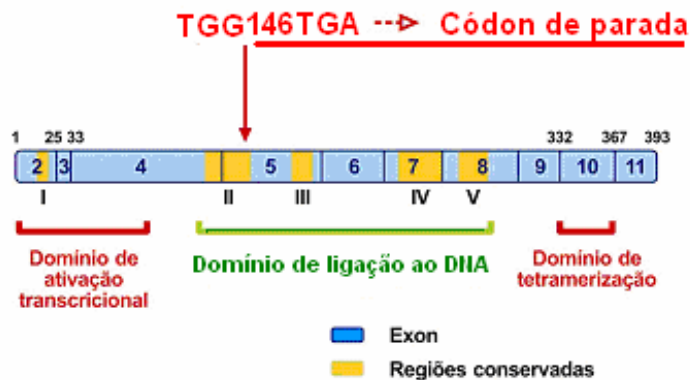 TGG146TGA --> Códon de parada
1 25 33 332 367 393
2 3 4 5 6 7 8 9 10 11
I II III IV V
Domínio de ativação transcricional
Domínio de ligação ao DNA
Domínio de tetramerização
Exon
Regiões conservadas